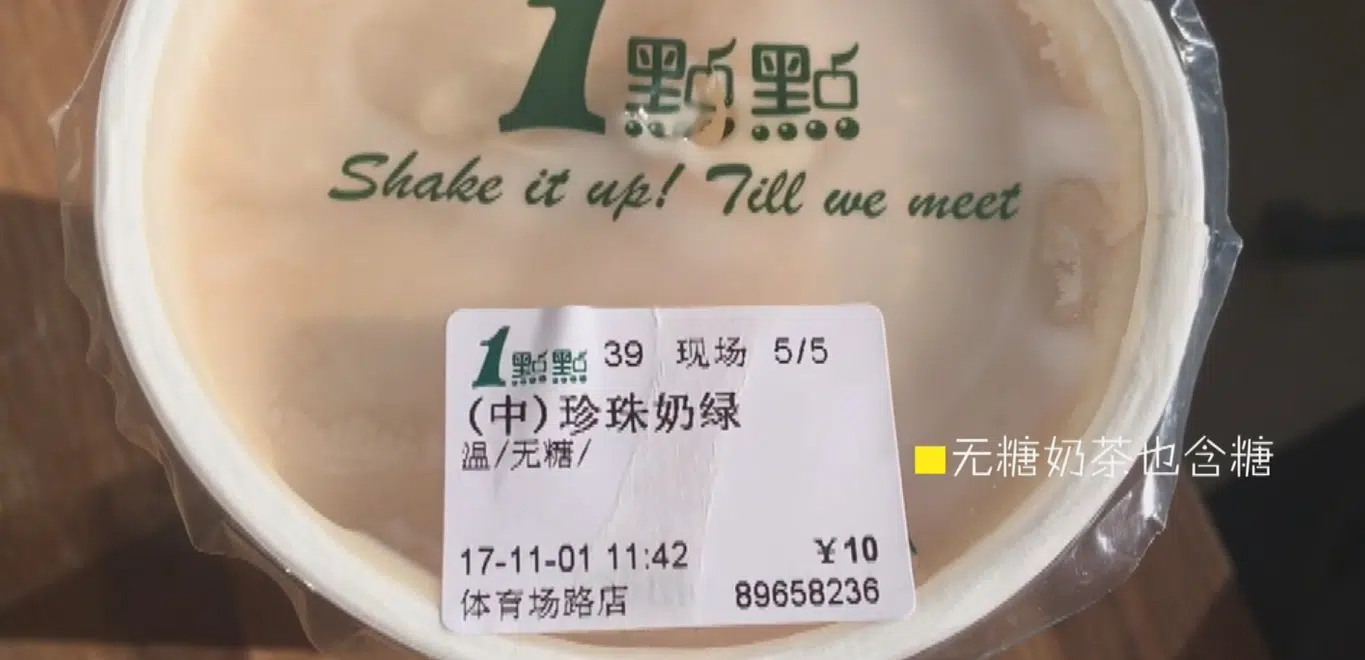 1點點
Shake it up! Till we meet
1點點 39 现场 5/5
(中)珍珠奶绿
温/无糖/
无糖奶茶也含糖
17-11-01 11:42 ¥10
体育场路店 89658236